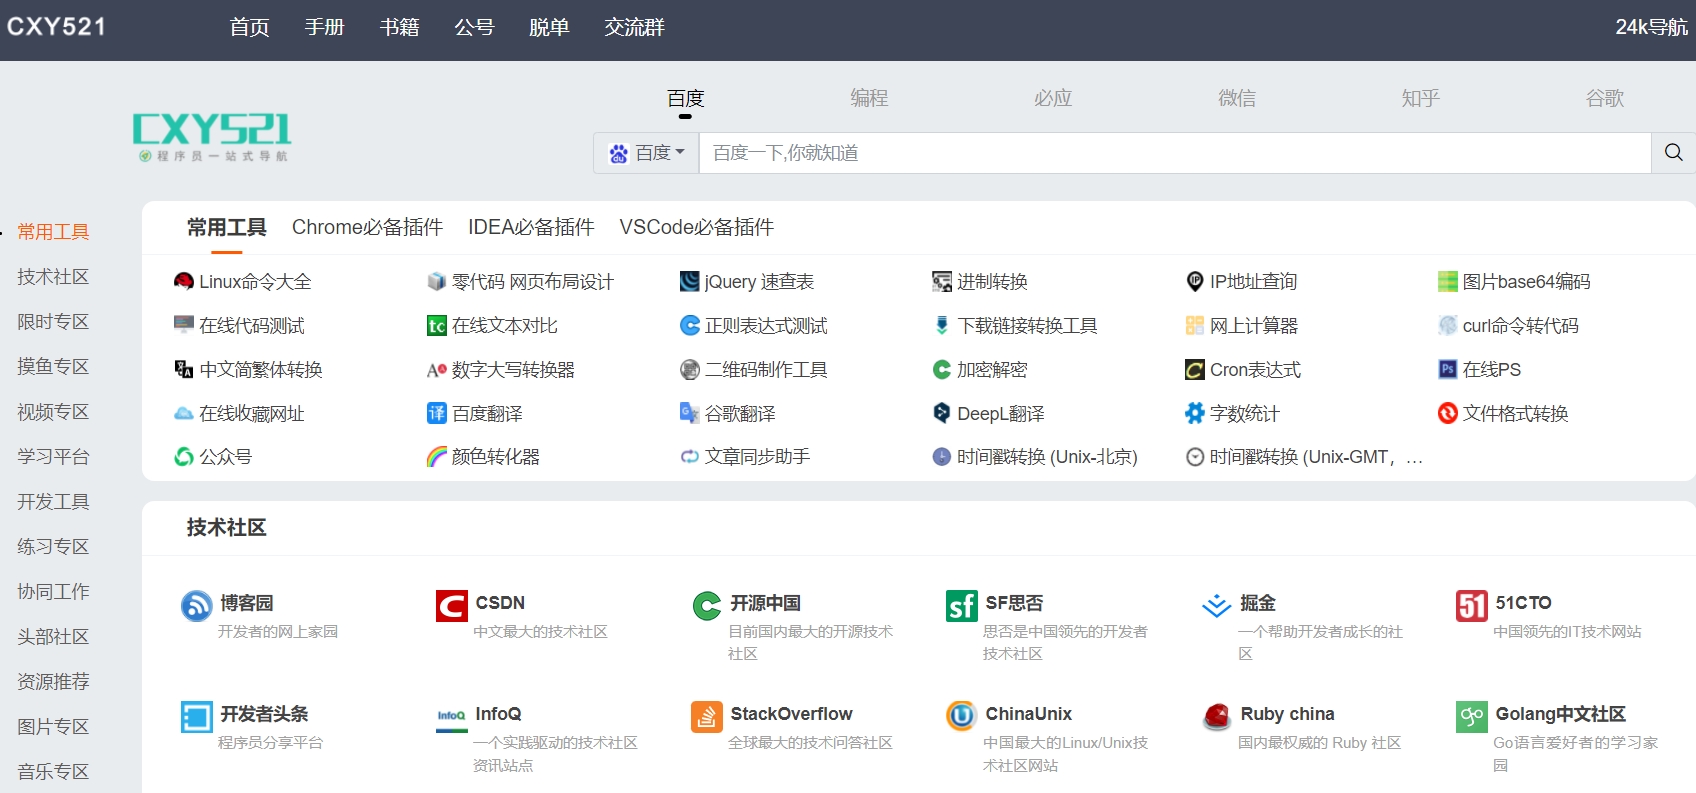 CXY521 首页 手册 书籍 公号 脱单 交流群 24k导航
百度 编程 必应 微信 知乎 谷歌
CXY521
程序员一站式导航
百度 百度一下,你就知道
常用工具
技术社区
限时专区
摸鱼专区
视频专区
学习平台
开发工具
练习专区
协同工作
头部社区
资源推荐
图片专区
音乐专区
常用工具 Chrome必备插件 IDEA必备插件 VSCode必备插件
Linux命令大全 零代码 网页布局设计 jQuery 速查表 进制转换 IP地址查询 图片base64编码
在线代码测试 tc 在线文本对比 正则表达式测试 下载链接转换工具 网上计算器 curl命令转代码
中文简繁体转换 数字大写转换器 二维码制作工具 加密解密 Cron表达式 Ps 在线PS
在线收藏网址 译 百度翻译 谷歌翻译 DeepL翻译 字数统计 文件格式转换
公众号 颜色转化器 文章同步助手 时间戳转换 (Unix-北京) 时间戳转换 (Unix-GMT，…
技术社区
博客园 CSDN 开源中国 sf SF思否 掘金 51 51CTO
开发者的网上家园 中文最大的技术社区 目前国内最大的开源技术 思否是中国领先的开发者 一个帮助开发者成长的社 中国领先的IT技术网站
社区 技术社区 区
开发者头条 InfoQ InfoQ StackOverflow ChinaUnix Ruby china Golang中文社区
程序员分享平台 一个实践驱动的技术社区 全球最大的技术问答社区 中国最大的Linux/Unix技 国内最权威的 Ruby 社区 Go语言爱好者的学习家
资讯站点 术社区网站 园